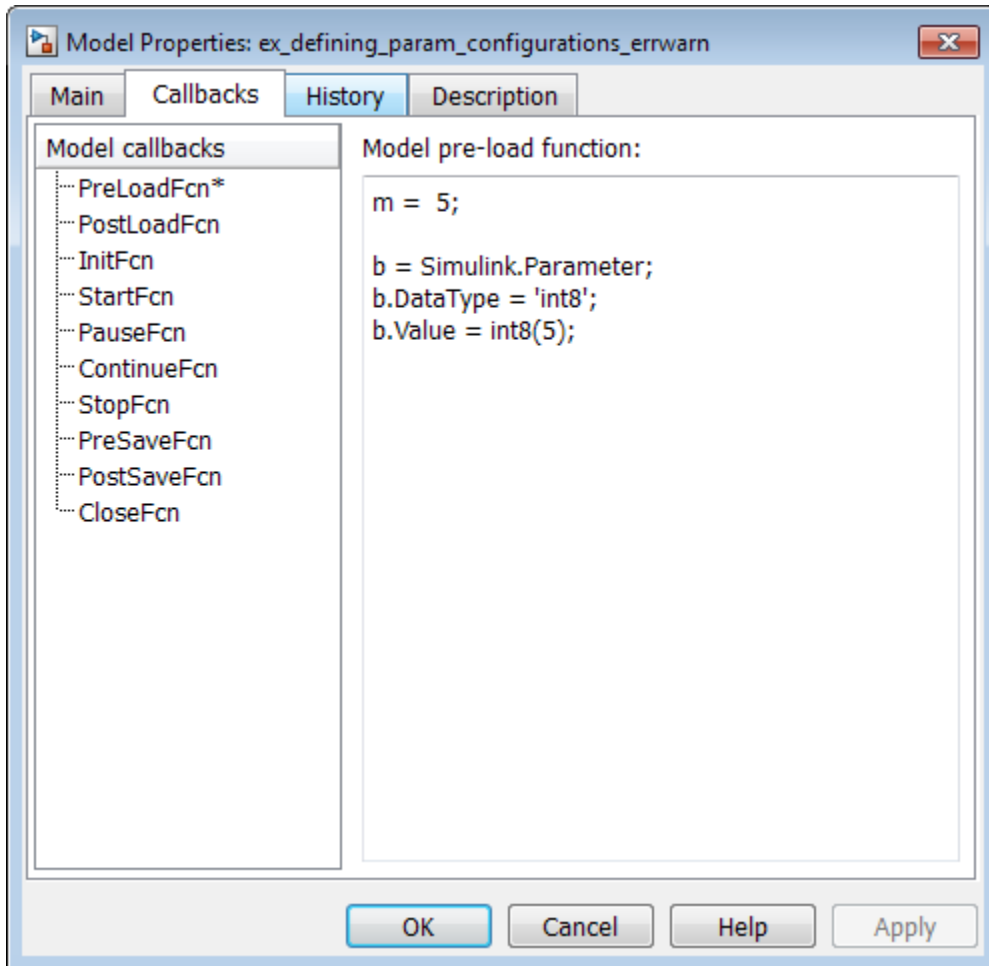 Model Properties: ex_defining_param_configurations_errwarn
Main Callbacks History Description
Model callbacks
PreLoadFcn*
PostLoadFcn
InitFcn
StartFcn
PauseFcn
ContinueFcn
StopFcn
PreSaveFcn
PostSaveFcn
CloseFcn
Model pre-load function:
m =  5;
b = Simulink.Parameter;
b.DataType = 'int8';
b.Value = int8(5);
OK Cancel Help Apply